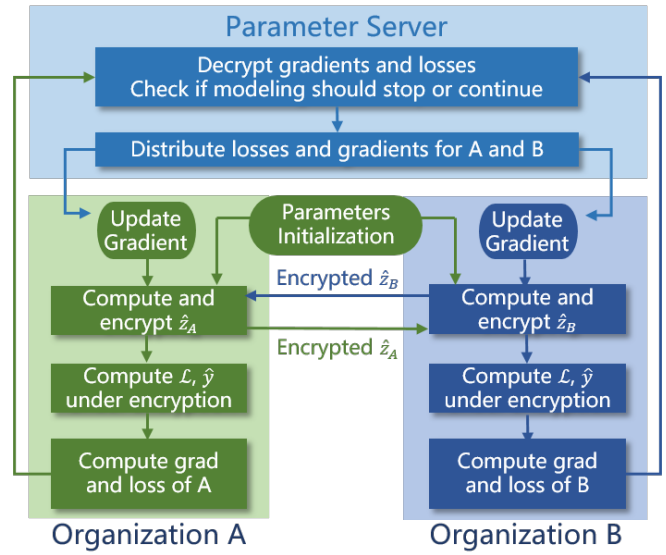 Parameter Server
Decrypt gradients and losses
Check if modeling should stop or continue
Distribute losses and gradients for A and B
Update
Gradient
Parameters
Initialization
Update
Gradient
Encrypted ẑ_B
Compute and
encrypt ẑ_A
Compute and
encrypt ẑ_B
Encrypted ẑ_A
Compute ℒ, ŷ
under encryption
Compute ℒ, ŷ
under encryption
Compute grad
and loss of A
Compute grad
and loss of B
Organization A
Organization B